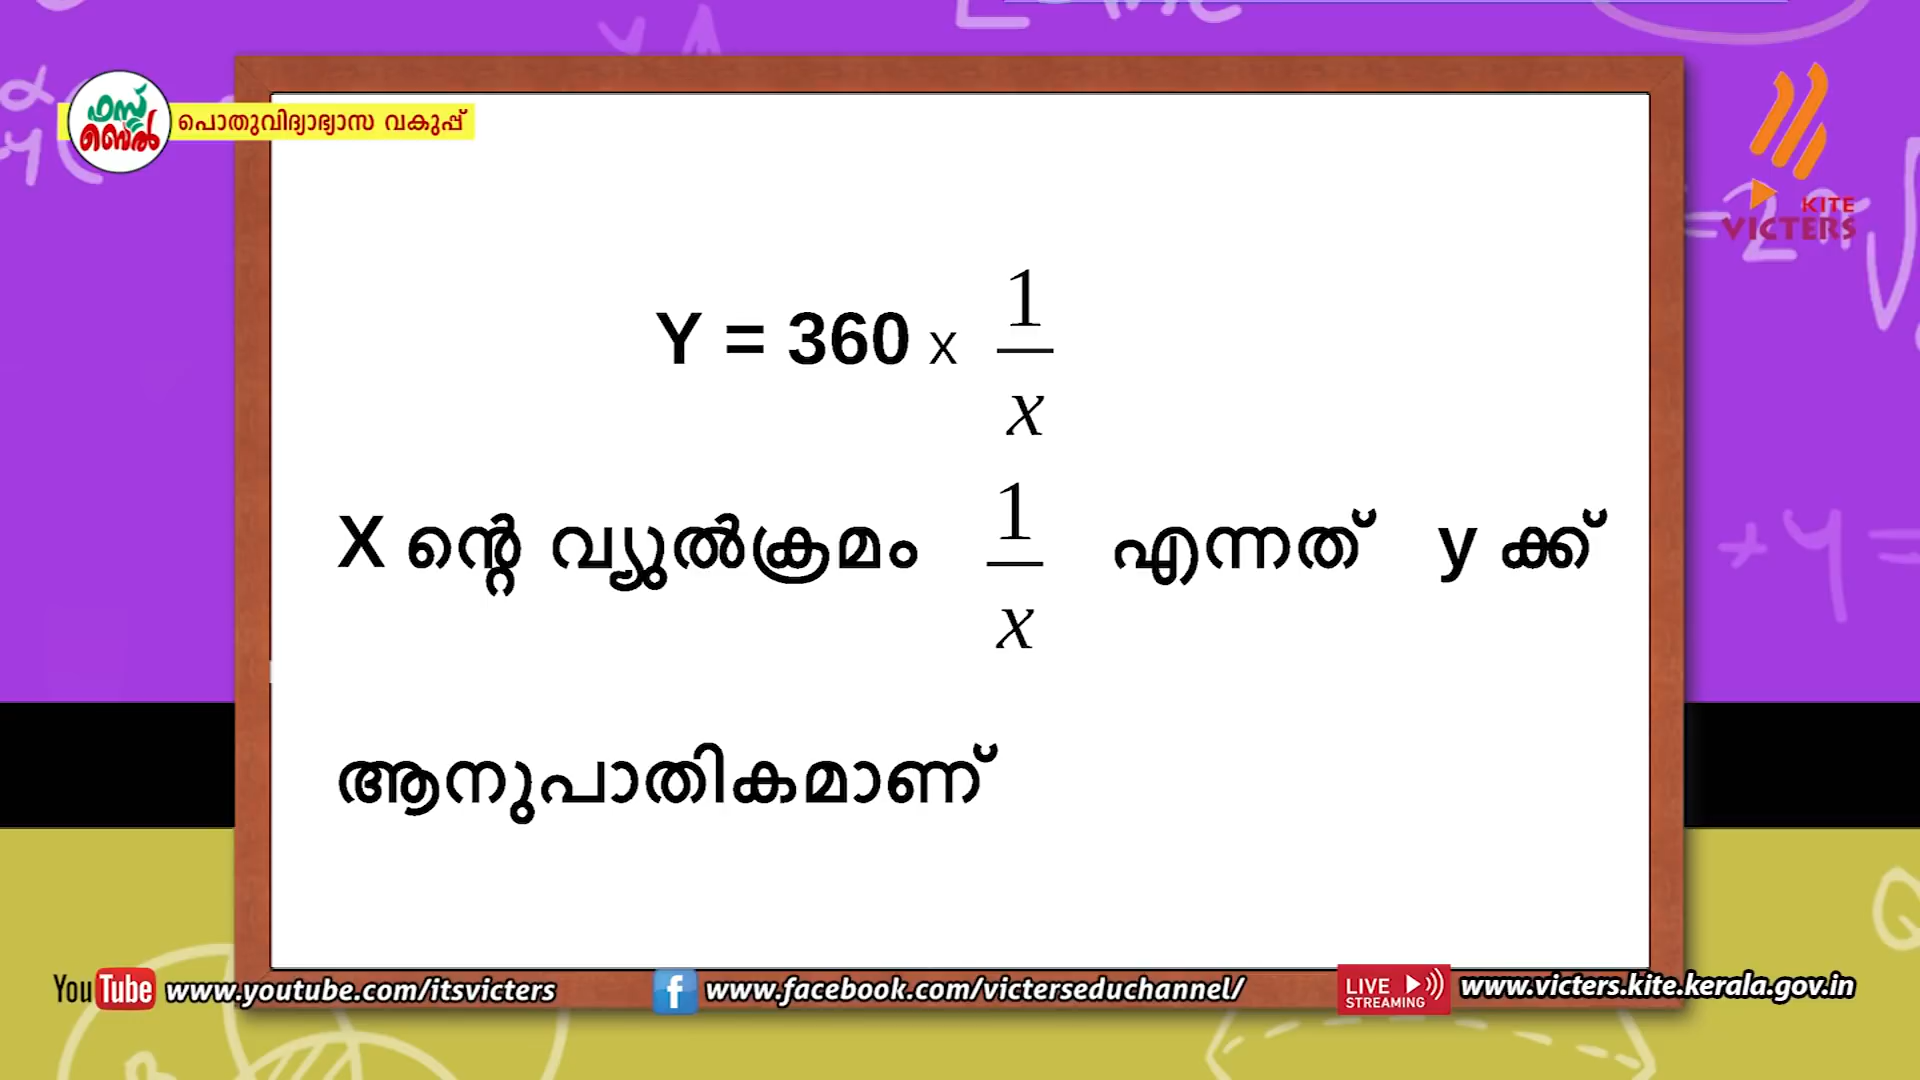 ഫസ്റ്റ്
ബെൽ
പൊതുവിദ്യാഭ്യാസ വകുപ്പ്
KITE
VICTERS
Y = 360 x 1/x
X ന്റെ വ്യുൽക്രമം 1/x എന്നത് y ക്ക്
ആനുപാതികമാണ്
YouTube www.youtube.com/itsvicters
f www.facebook.com/victerseduchannel/
LIVE STREAMING www.victers.kite.kerala.gov.in